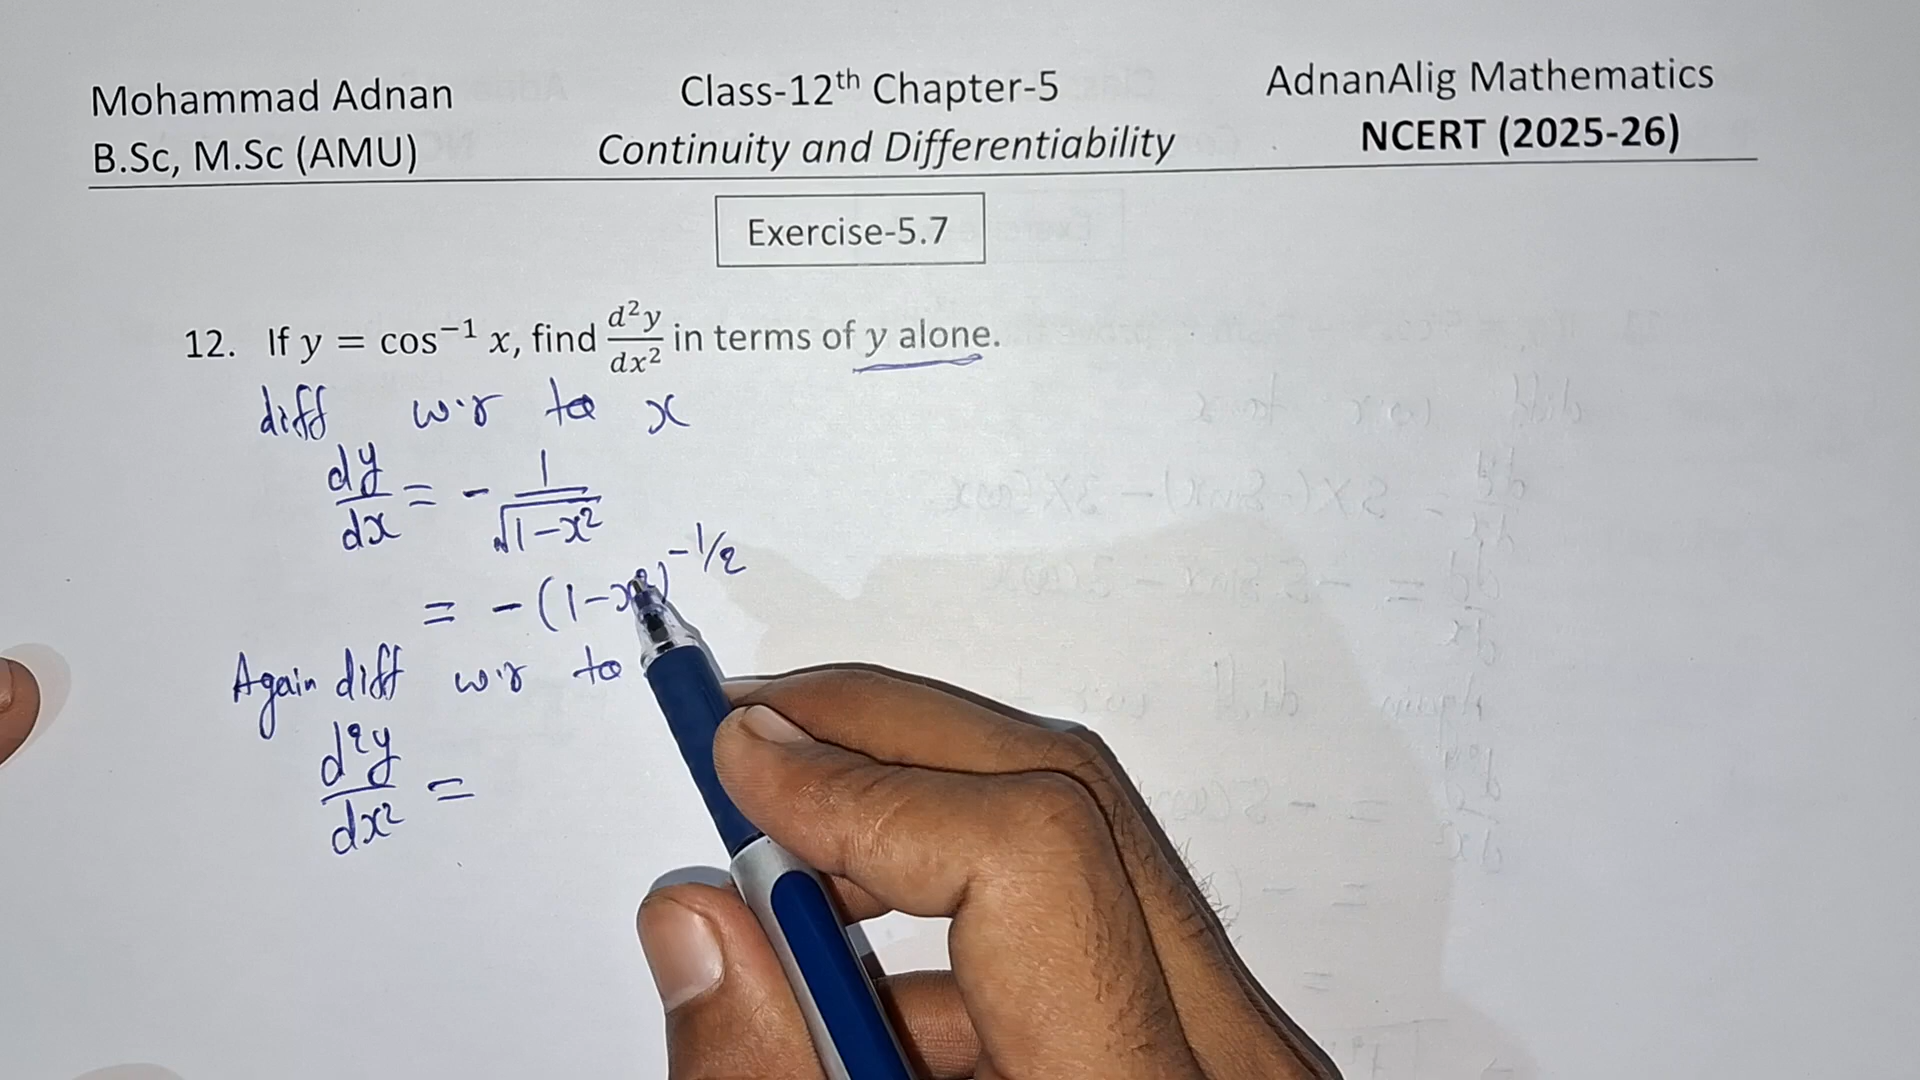 Mohammad Adnan
B.Sc, M.Sc (AMU)
Class-12th Chapter-5
Continuity and Differentiability
AdnanAlig Mathematics
NCERT (2025-26)
Exercise-5.7
12. If y = cos⁻¹ x, find d²y/dx² in terms of y alone.
diff w.r to x
dy/dx = - 1/√1-x²
= -(1-x²)^-1/2
Again diff w.r to
d²y/dx² =